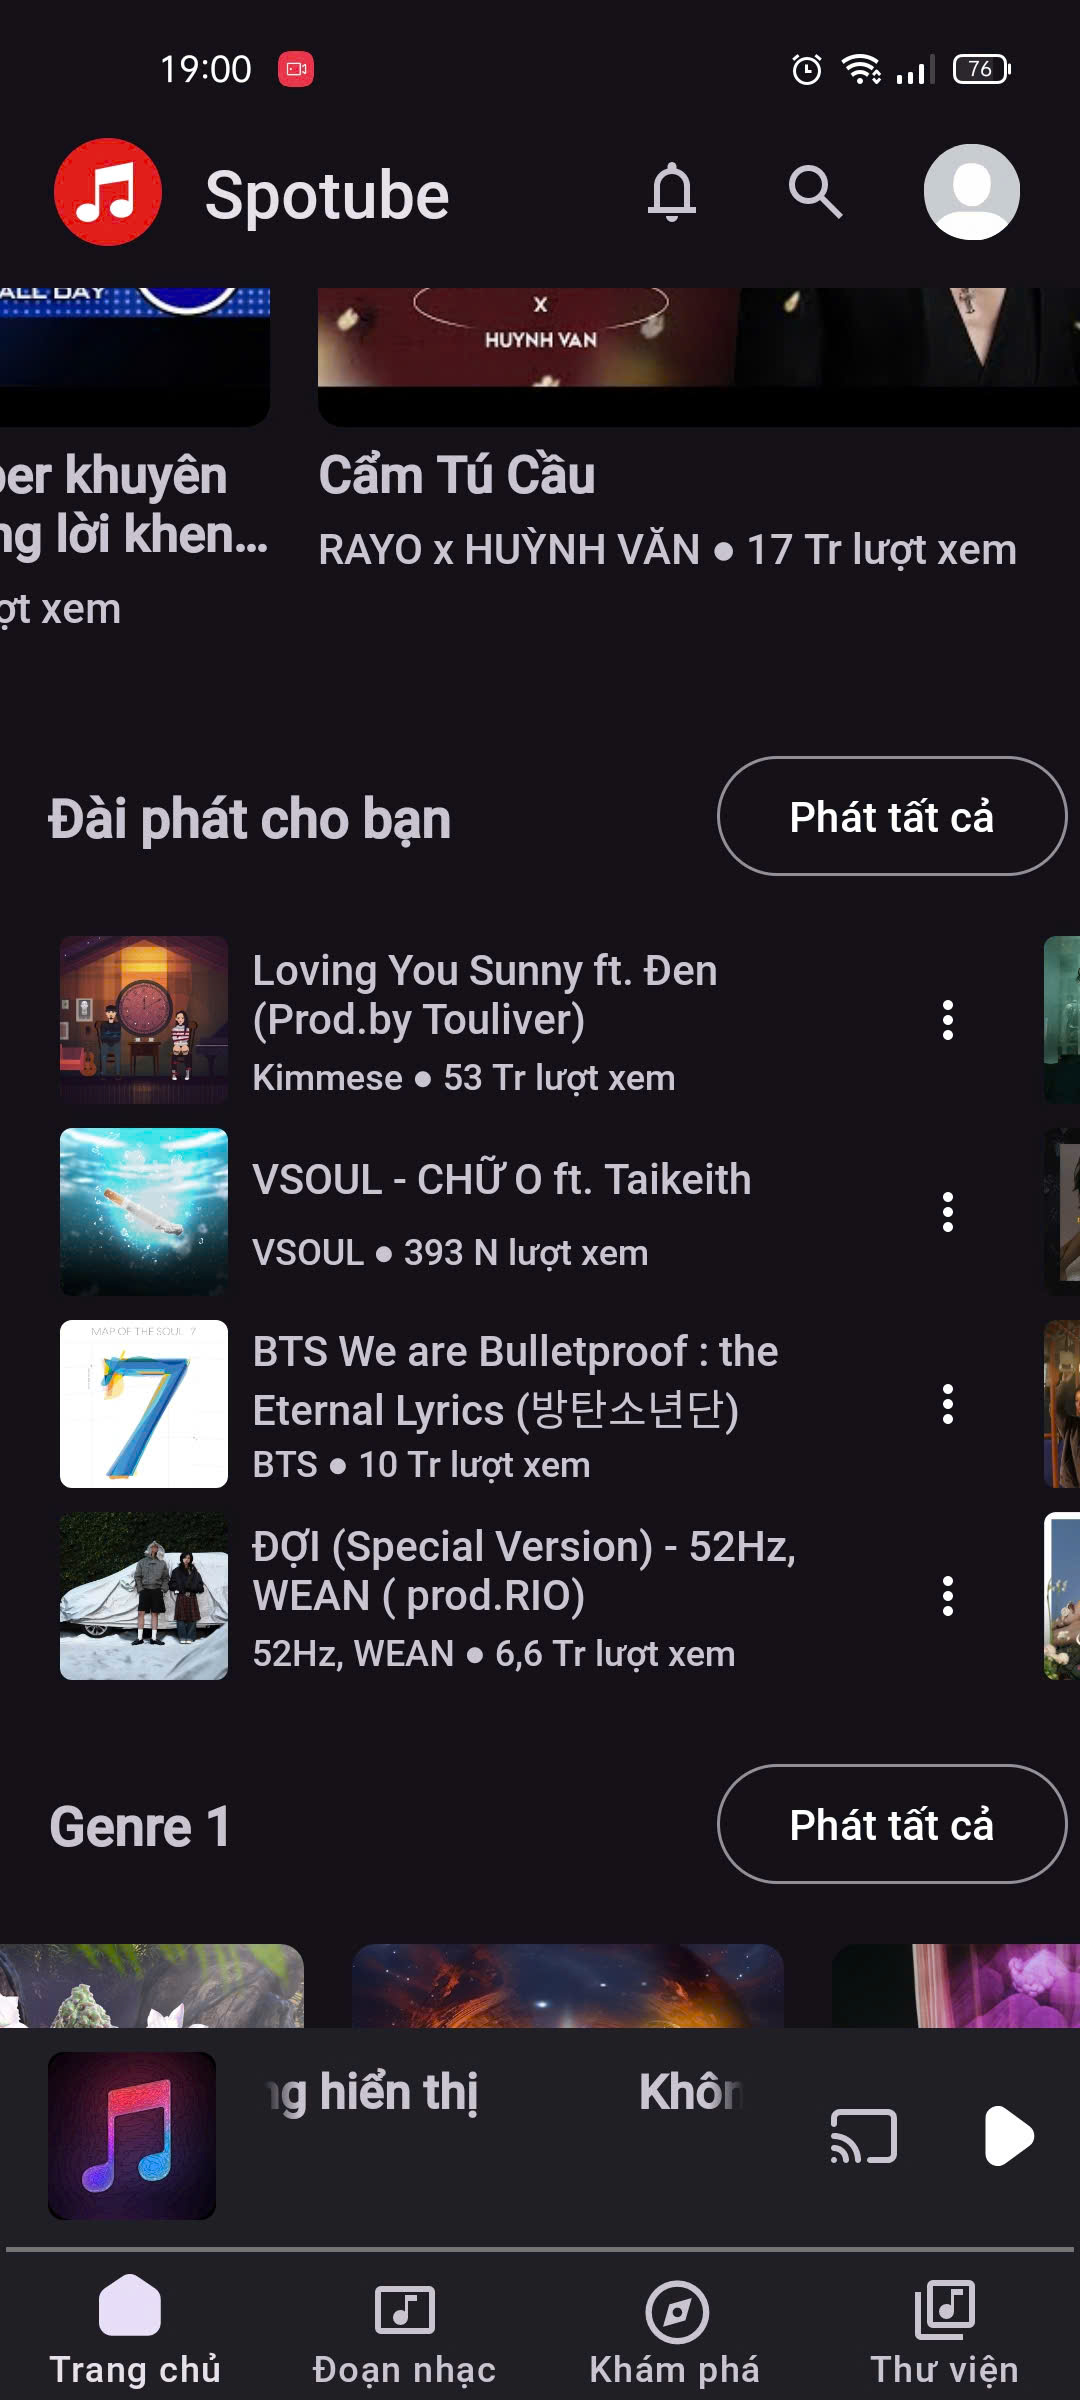 19:00
76
Spotube
ALL DAY
X
HUYNH VAN
per khuyên
ng lời khen...
ợt xem
Cẩm Tú Cầu
RAYO x HUỲNH VĂN ● 17 Tr lượt xem
Đài phát cho bạn
Phát tất cả
Loving You Sunny ft. Đen
(Prod.by Touliver)
Kimmese ● 53 Tr lượt xem
VSOUL - CHỮ O ft. Taikeith
VSOUL ● 393 N lượt xem
MAP OF THE SOUL 7
7
BTS We are Bulletproof : the
Eternal Lyrics (방탄소년단)
BTS ● 10 Tr lượt xem
ĐỢI (Special Version) - 52Hz,
WEAN ( prod.RIO)
52Hz, WEAN ● 6,6 Tr lượt xem
Genre 1
Phát tất cả
ng hiển thị
Khôn
Trang chủ
Đoạn nhạc
Khám phá
Thư viện